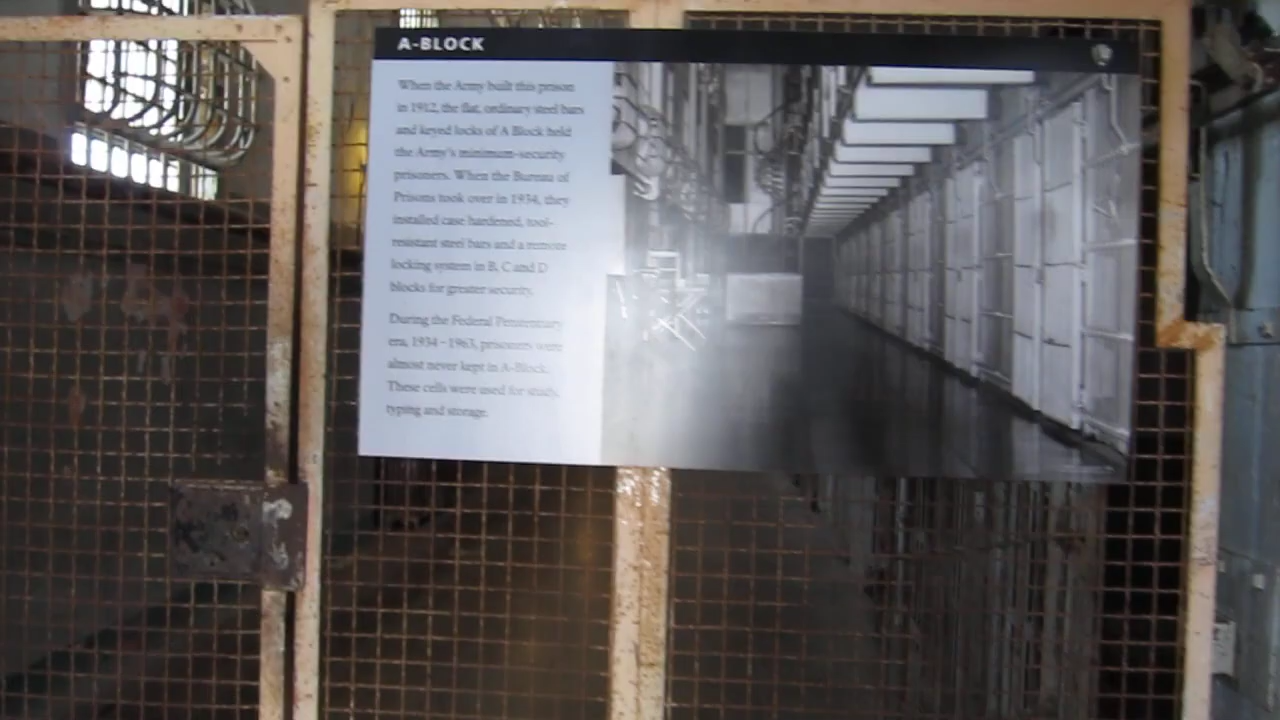 A-BLOCK
When the Army built this prison
in 1912, the flat, ordinary steel bars
and keyed locks of A Block held
the Army's minimum-security
prisoners. When the Bureau of
Prisons took over in 1934, they
installed case hardened, tool-
resistant steel bars and a remote
locking system in B, C and D
blocks for greater security.
During the Federal Penitentiary
era, 1934-1963, prisoners were
almost never kept in A-Block.
These cells were used for study,
typing and storage.